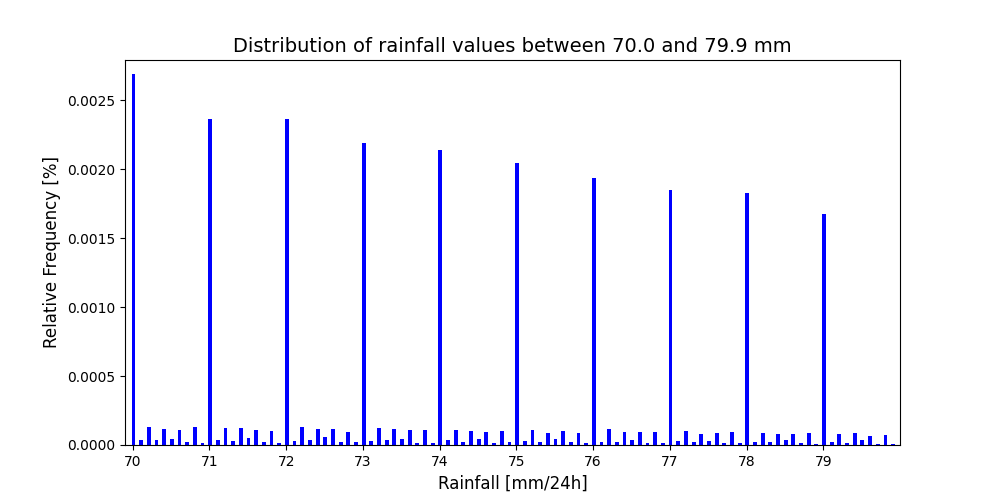 Distribution of rainfall values between 70.0 and 79.9 mm
Relative Frequency [%]
0.0025
0.0020
0.0015
0.0010
0.0005
0.0000
70 71 72 73 74 75 76 77 78 79
Rainfall [mm/24h]